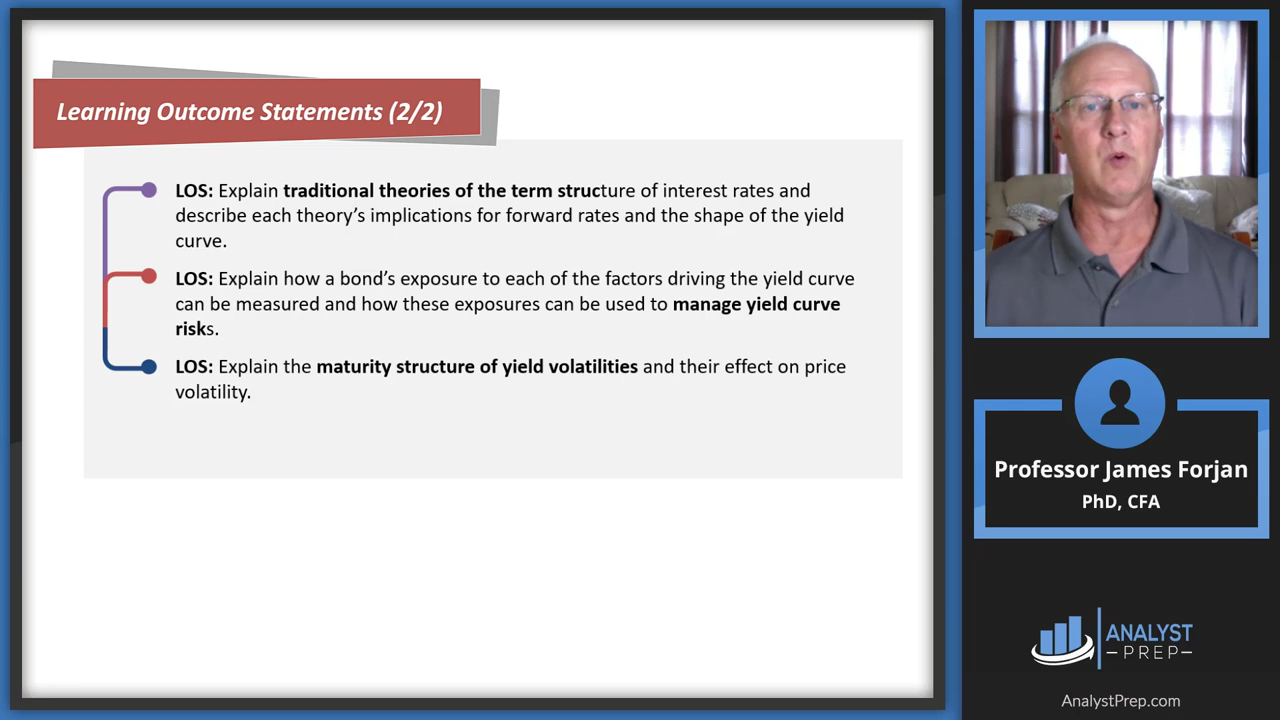 Learning Outcome Statements (2/2)
LOS: Explain traditional theories of the term structure of interest rates and
describe each theory's implications for forward rates and the shape of the yield
curve.
LOS: Explain how a bond's exposure to each of the factors driving the yield curve
can be measured and how these exposures can be used to manage yield curve
risks.
LOS: Explain the maturity structure of yield volatilities and their effect on price
volatility.
Professor James Forjan
PhD, CFA
ANALYST
PREP
AnalystPrep.com